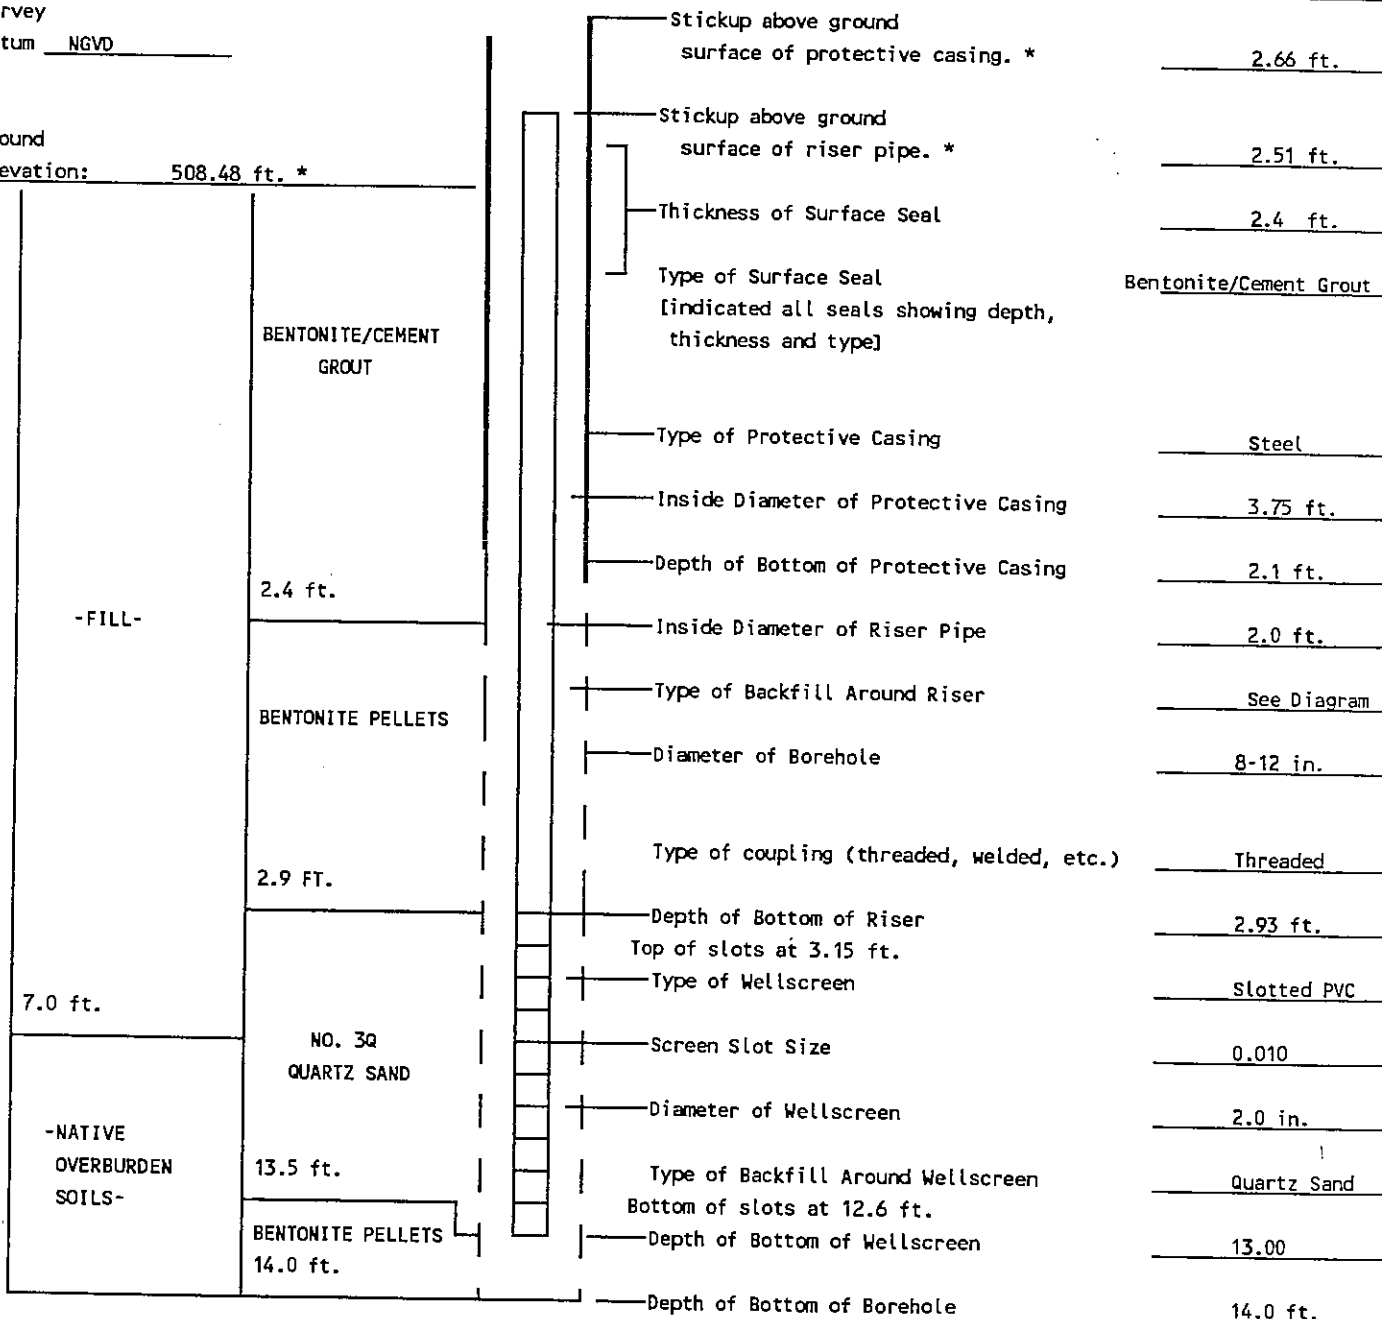 rvey
tum NGVD
ound
evation: 508.48 ft. *
Stickup above ground
surface of protective casing. * 2.66 ft.
Stickup above ground
surface of riser pipe. * 2.51 ft.
Thickness of Surface Seal 2.4 ft.
Type of Surface Seal Bentonite/Cement Grout
[indicated all seals showing depth,
thickness and type]
BENTONITE/CEMENT
GROUT
Type of Protective Casing Steel
Inside Diameter of Protective Casing 3.75 ft.
Depth of Bottom of Protective Casing 2.1 ft.
2.4 ft.
-FILL-
Inside Diameter of Riser Pipe 2.0 ft.
Type of Backfill Around Riser See Diagram
BENTONITE PELLETS
Diameter of Borehole 8-12 in.
Type of coupling (threaded, welded, etc.) Threaded
2.9 FT.
Depth of Bottom of Riser 2.93 ft.
Top of slots at 3.15 ft.
Type of Wellscreen Slotted PVC
7.0 ft.
NO. 3Q
QUARTZ SAND
Screen Slot Size 0.010
Diameter of Wellscreen 2.0 in.
-NATIVE
OVERBURDEN
SOILS-
13.5 ft.
Type of Backfill Around Wellscreen Quartz Sand
Bottom of slots at 12.6 ft.
BENTONITE PELLETS
14.0 ft.
Depth of Bottom of Wellscreen 13.00
Depth of Bottom of Borehole 14.0 ft.